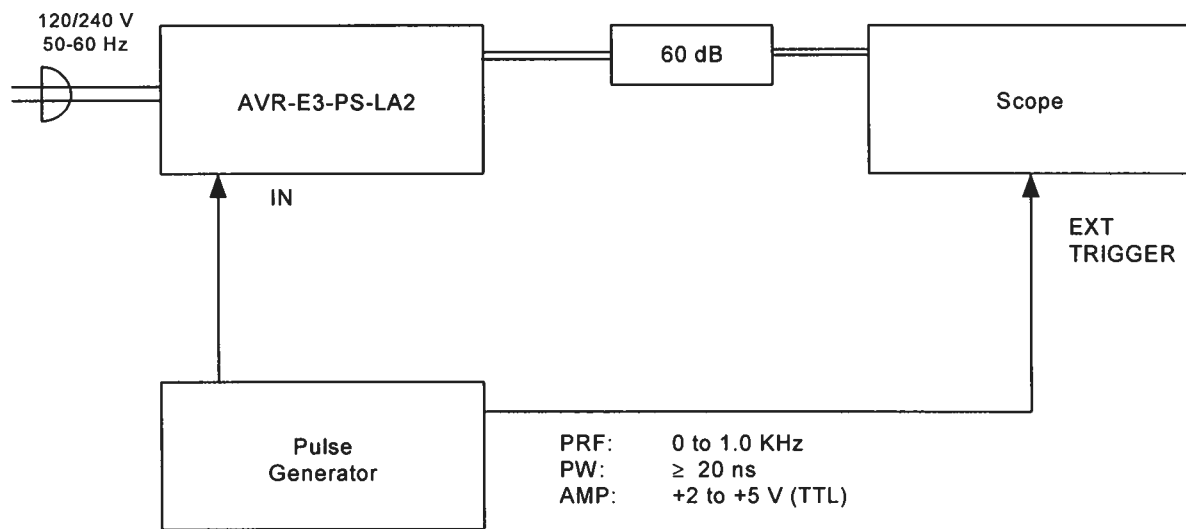 120/240 V
50-60 Hz
AVR-E3-PS-LA2
60 dB
Scope
IN
EXT
TRIGGER
Pulse
Generator
PRF: 0 to 1.0 KHz
PW: ≥ 20 ns
AMP: +2 to +5 V (TTL)